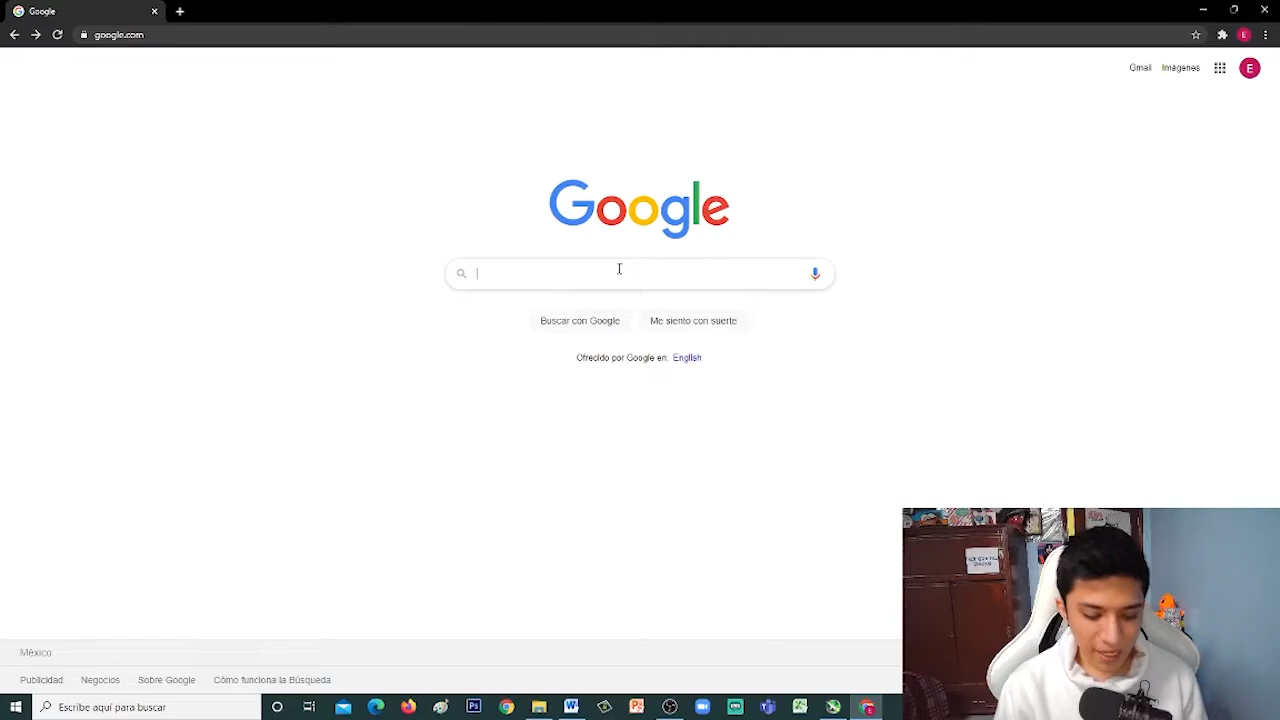 Google
google.com
E
Gmail
Imágenes
E
Google
Buscar con Google
Me siento con suerte
Ofrecido por Google en: English
México
Publicidad
Negocios
Sobre Google
Cómo funciona la Búsqueda
Escribe aquí para buscar